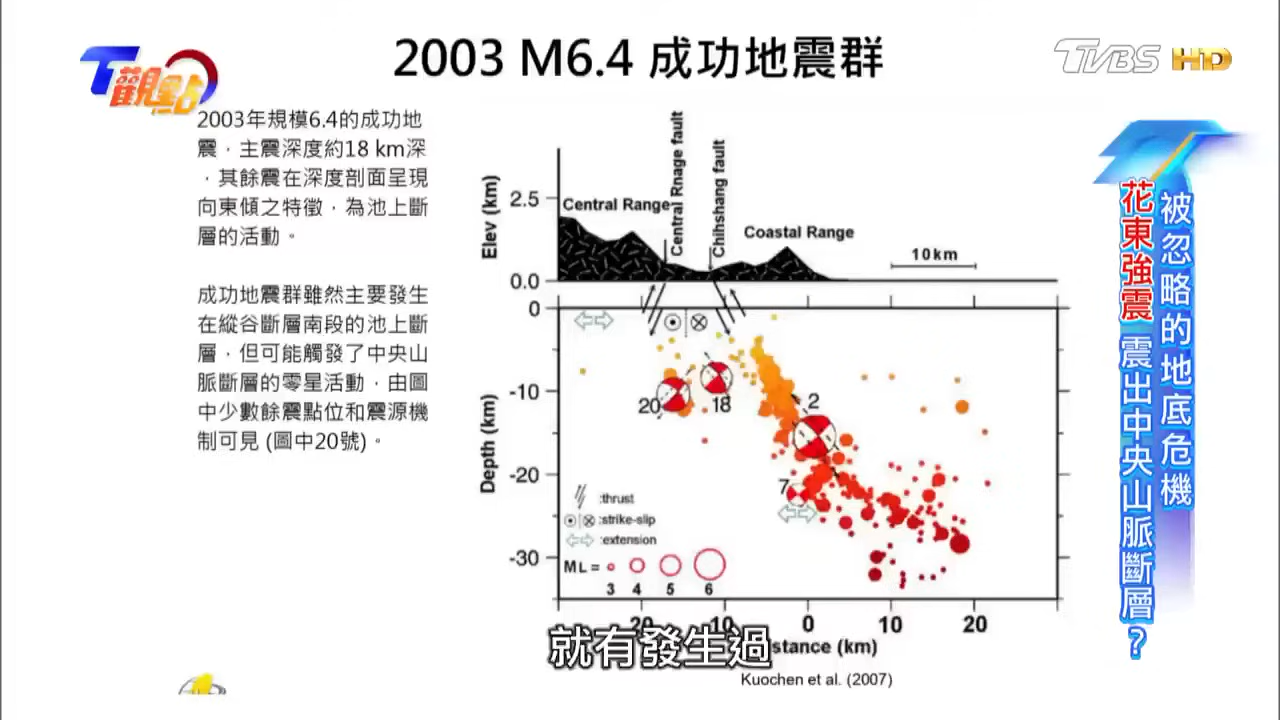 T觀點
2003 M6.4 成功地震群
TVBS HD
2003年規模6.4的成功地
震，主震深度約18 km深
，其餘震在深度剖面呈現
向東傾之特徵，為池上斷
層的活動。
成功地震群雖然主要發生
在縱谷斷層南段的池上斷
層，但可能觸發了中央山
脈斷層的零星活動，由圖
中少數餘震點位和震源機
制可見 (圖中20號)。
Central Rnage fault
Chihshang fault
Elev (km)
2.5
0.0
Central Range
Coastal Range
10km
Depth (km)
0
-10
-20
-30
20
18
2
7
:thrust
:strike-slip
:extension
ML=
3 4 5 6
20 10 0 10 20
stance (km)
Kuochen et al. (2007)
就有發生過
被忽略的地底危機
花東強震 震出中央山脈斷層?